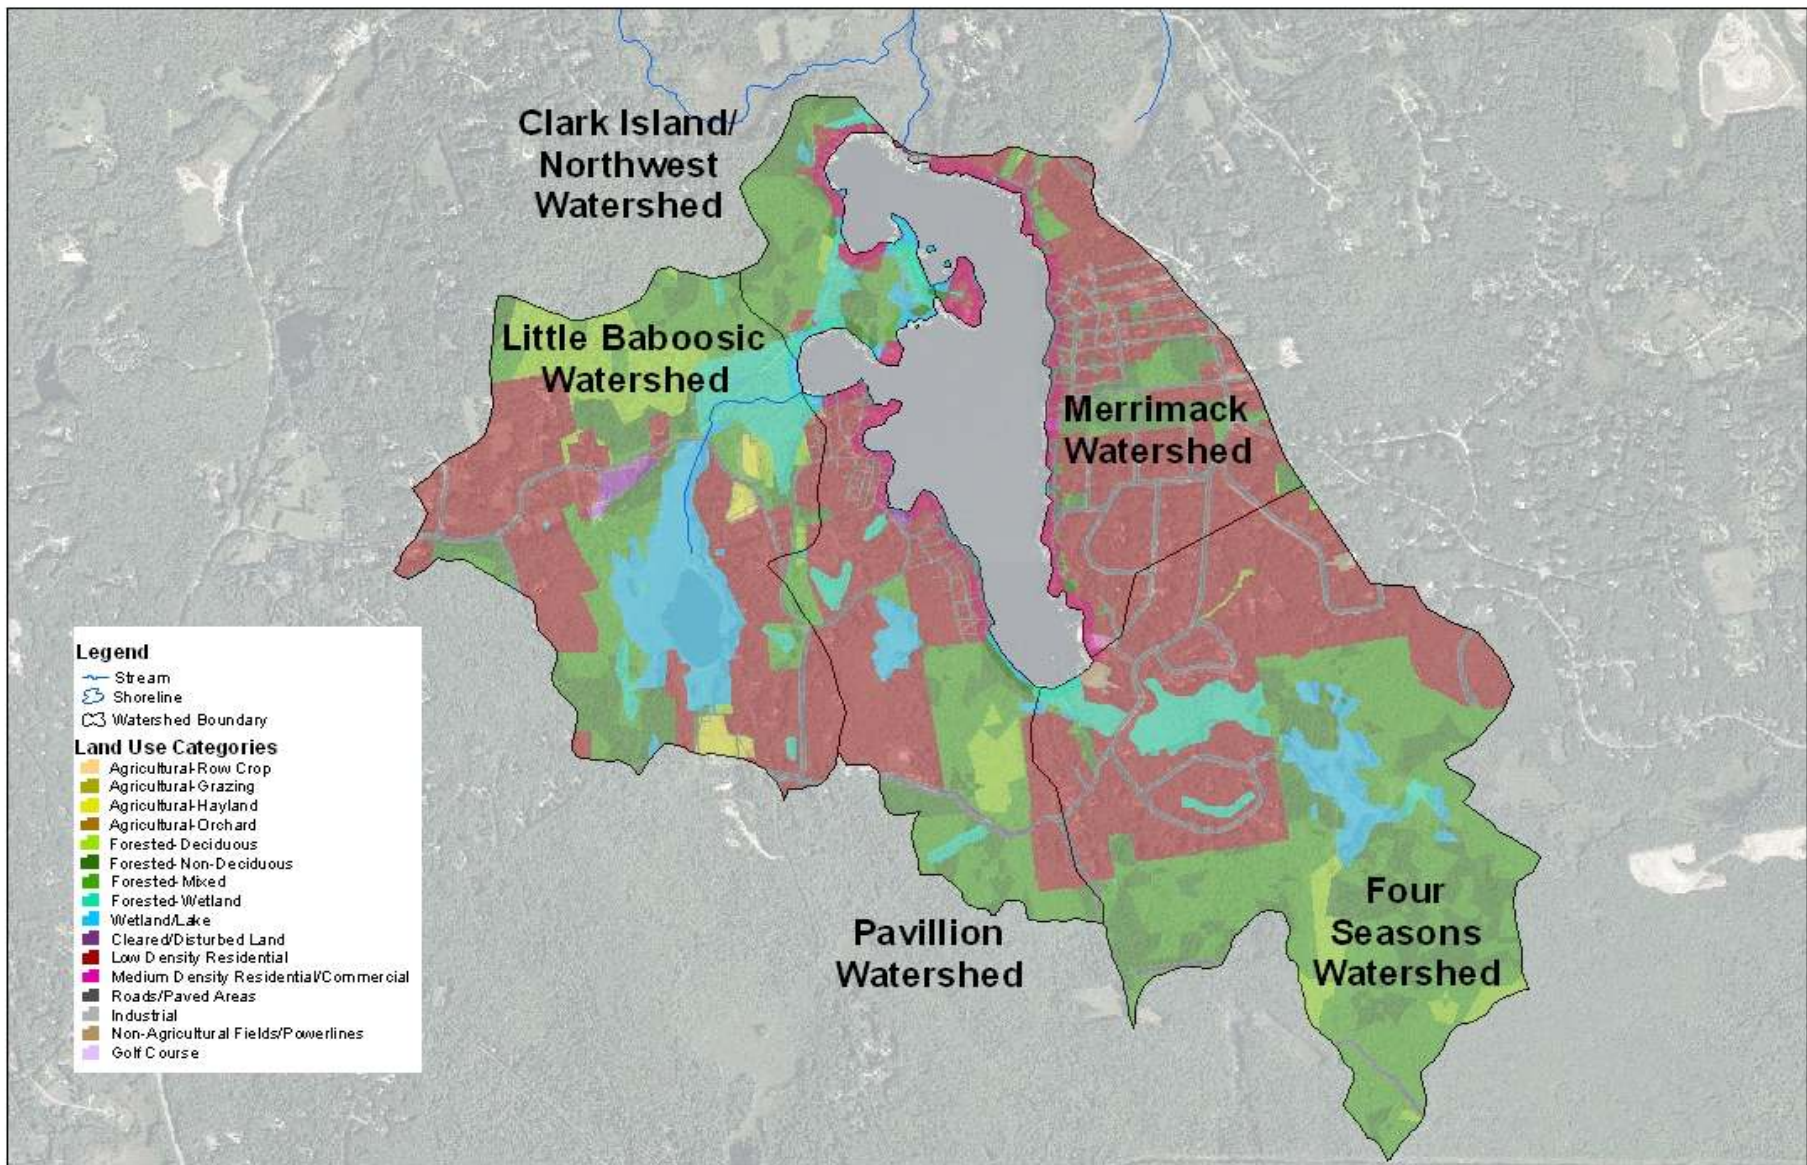 Clark Island/
Northwest
Watershed
Little Baboosic
Watershed
Merrimack
Watershed
Pavillion
Watershed
Four
Seasons
Watershed
Legend
Stream
Shoreline
Watershed Boundary
Land Use Categories
Agricultural-Row Crop
Agricultural-Grazing
Agricultural-Hayland
Agricultural-Orchard
Forested-Deciduous
Forested-Non-Deciduous
Forested-Mixed
Forested-Wetland
Wetland/Lake
Cleared/Disturbed Land
Low Density Residential
Medium Density Residential/Commercial
Roads/Paved Areas
Industrial
Non-Agricultural Fields/Powerlines
Golf Course